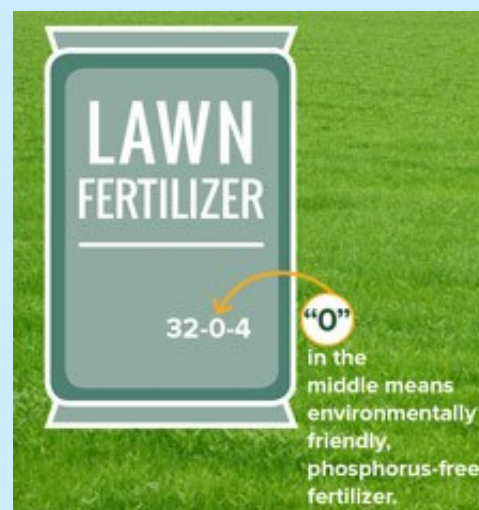 LAWN
FERTILIZER
32-0-4
“0”
in the
middle means
environmentally
friendly,
phosphorus-free
fertilizer.